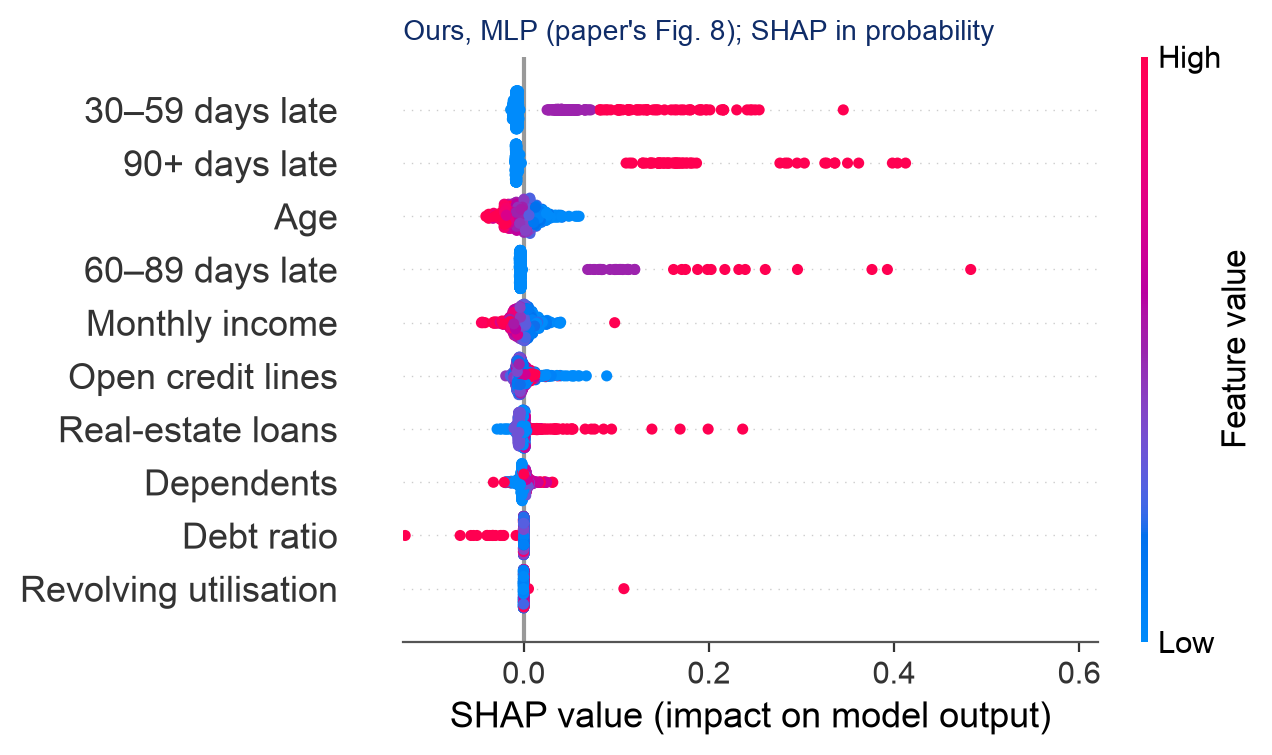 Ours, MLP (paper's Fig. 8); SHAP in probability
High
30–59 days late
90+ days late
Age
60–89 days late
Monthly income
Open credit lines
Real-estate loans
Dependents
Debt ratio
Revolving utilisation
Feature value
Low
0.0 0.2 0.4 0.6
SHAP value (impact on model output)